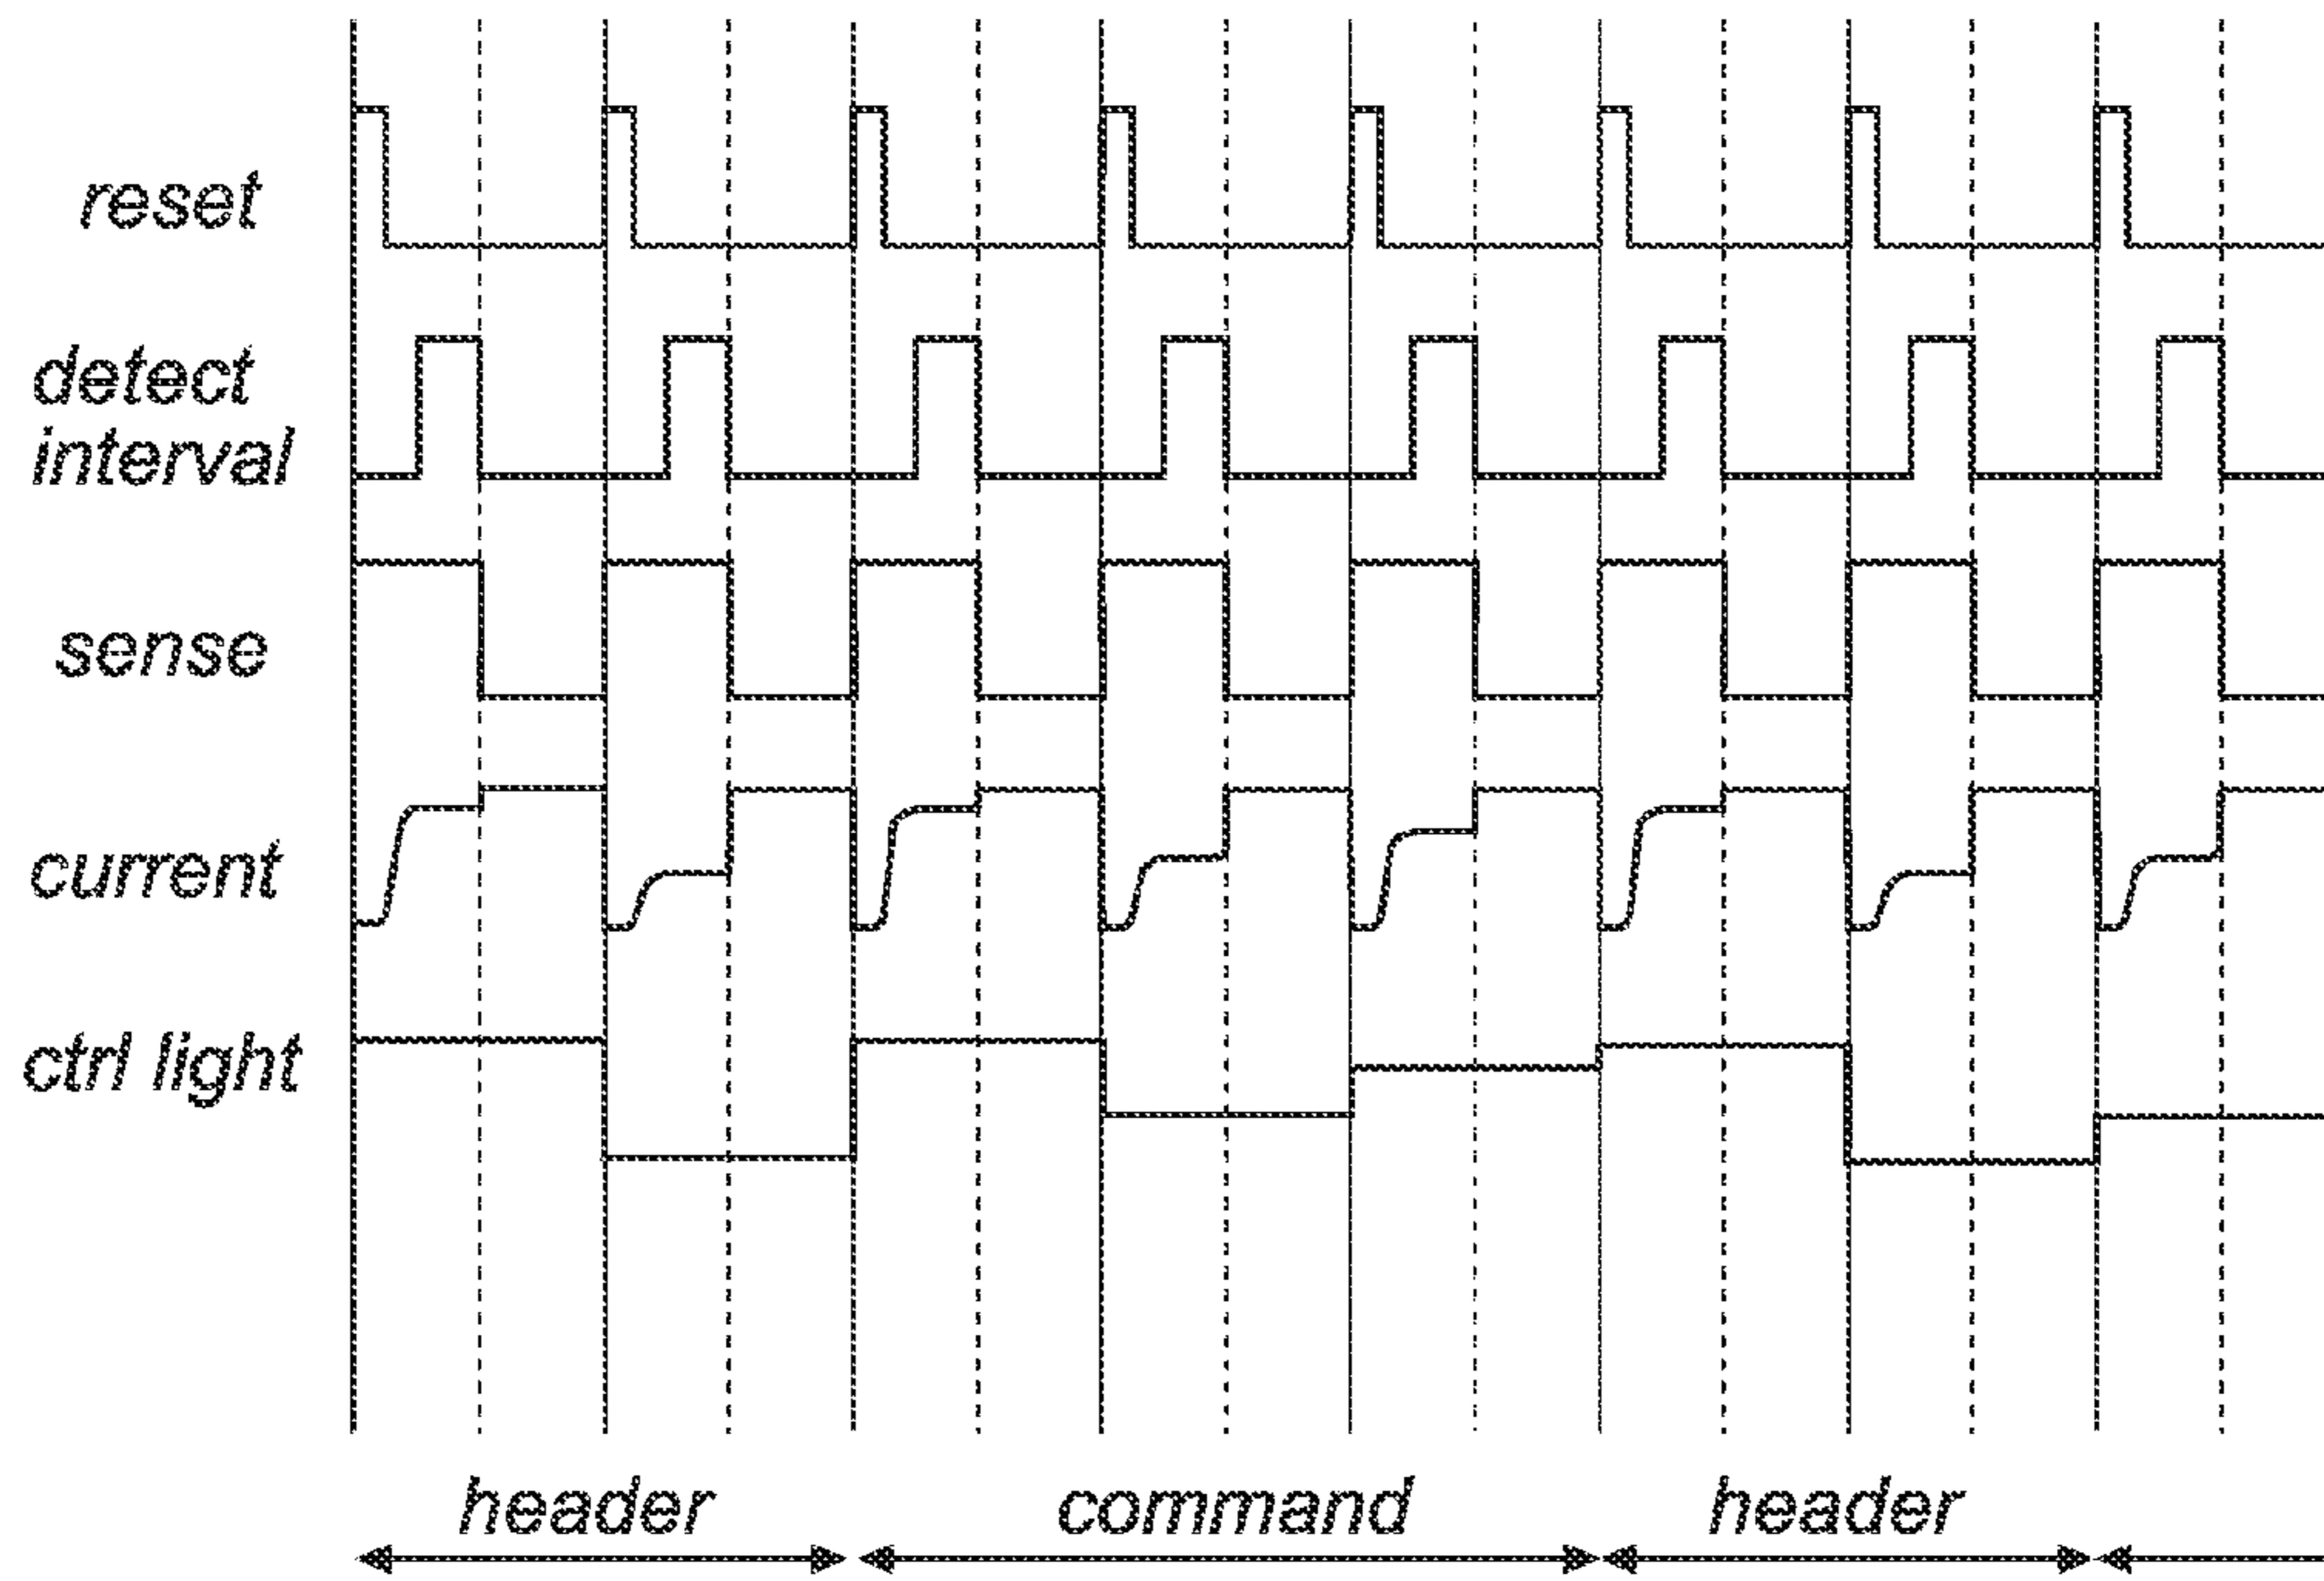 reset
detect
interval
sense
current
ctrl light
header
command
header